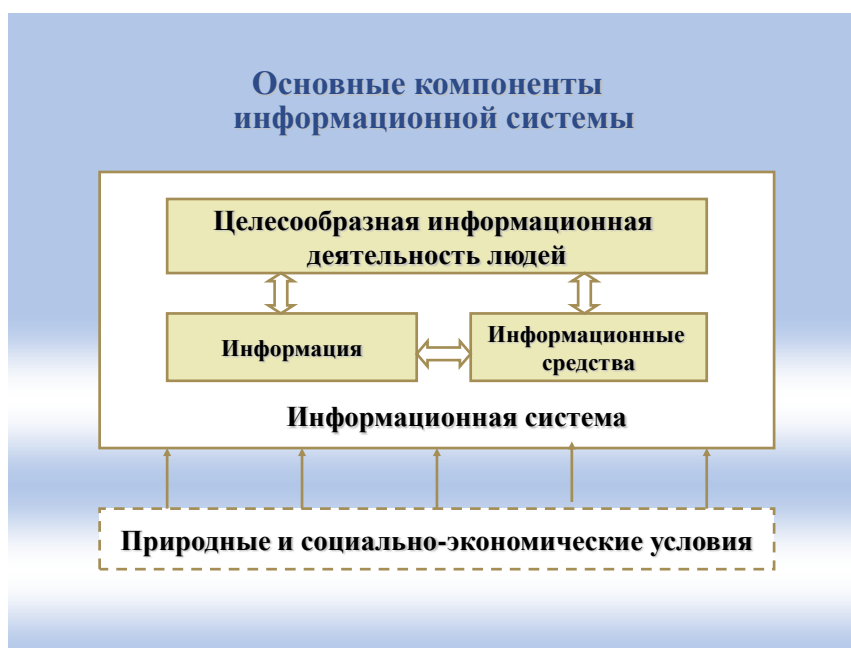 Основные компоненты
информационной системы
Целесообразная информационная
деятельность людей
Информация
Информационные
средства
Информационная система
Природные и социально-экономические условия